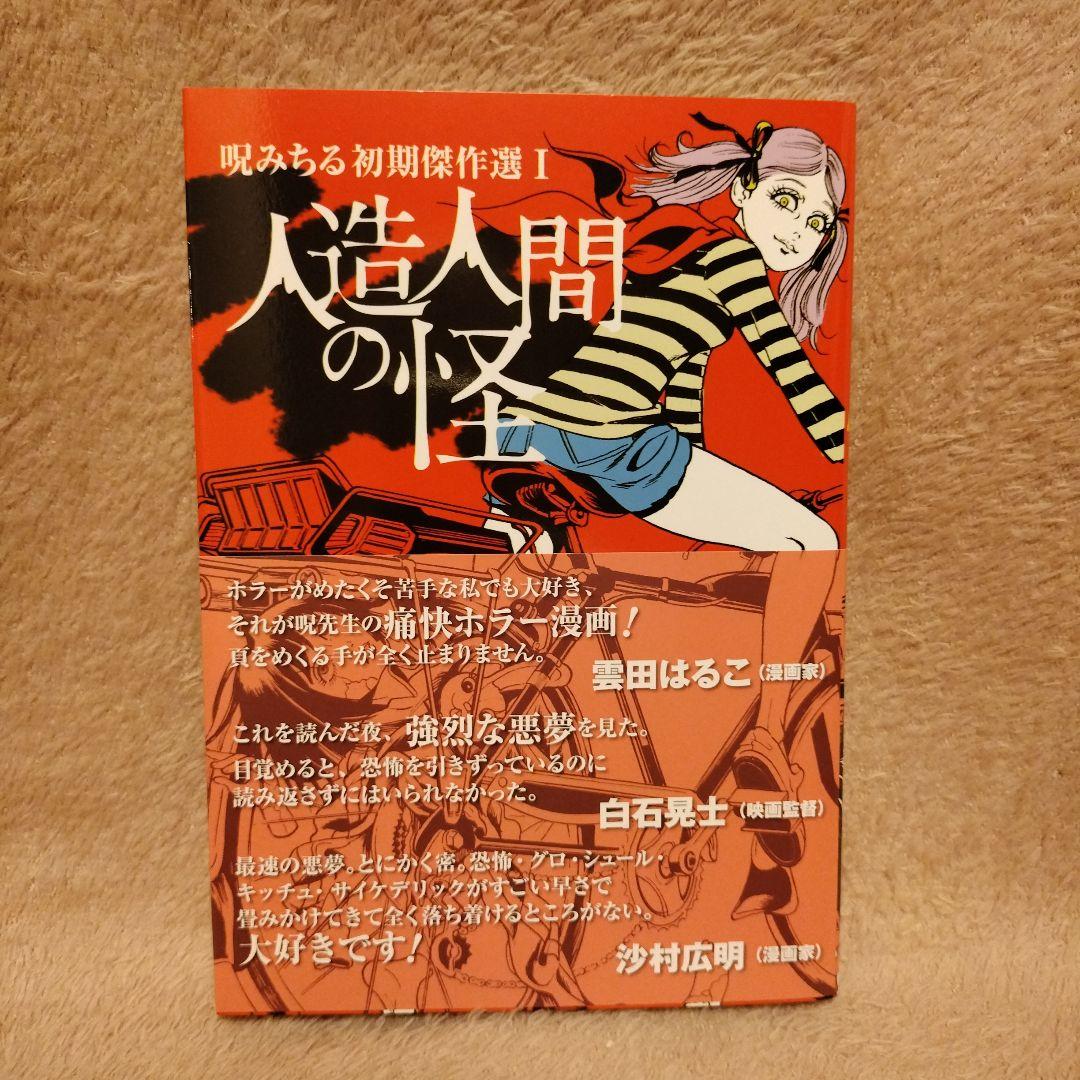 呪みちる初期傑作選Ⅰ
人造人間
の怪
ホラーがめたくそ苦手な私でも大好き、
それが呪先生の痛快ホラー漫画!
頁をめくる手が全く止まりません。
雲田はるこ(漫画家)
これを読んだ夜、強烈な悪夢を見た。
目覚めると、恐怖を引きずっているのに
読み返さずにはいられなかった。
白石晃士(映画監督)
最速の悪夢。とにかく密。恐怖・グロ・シュール・
キッチュ・サイケデリックがすごい早さで
畳みかけてきて全く落ち着けるところがない。
大好きです!
沙村広明(漫画家)